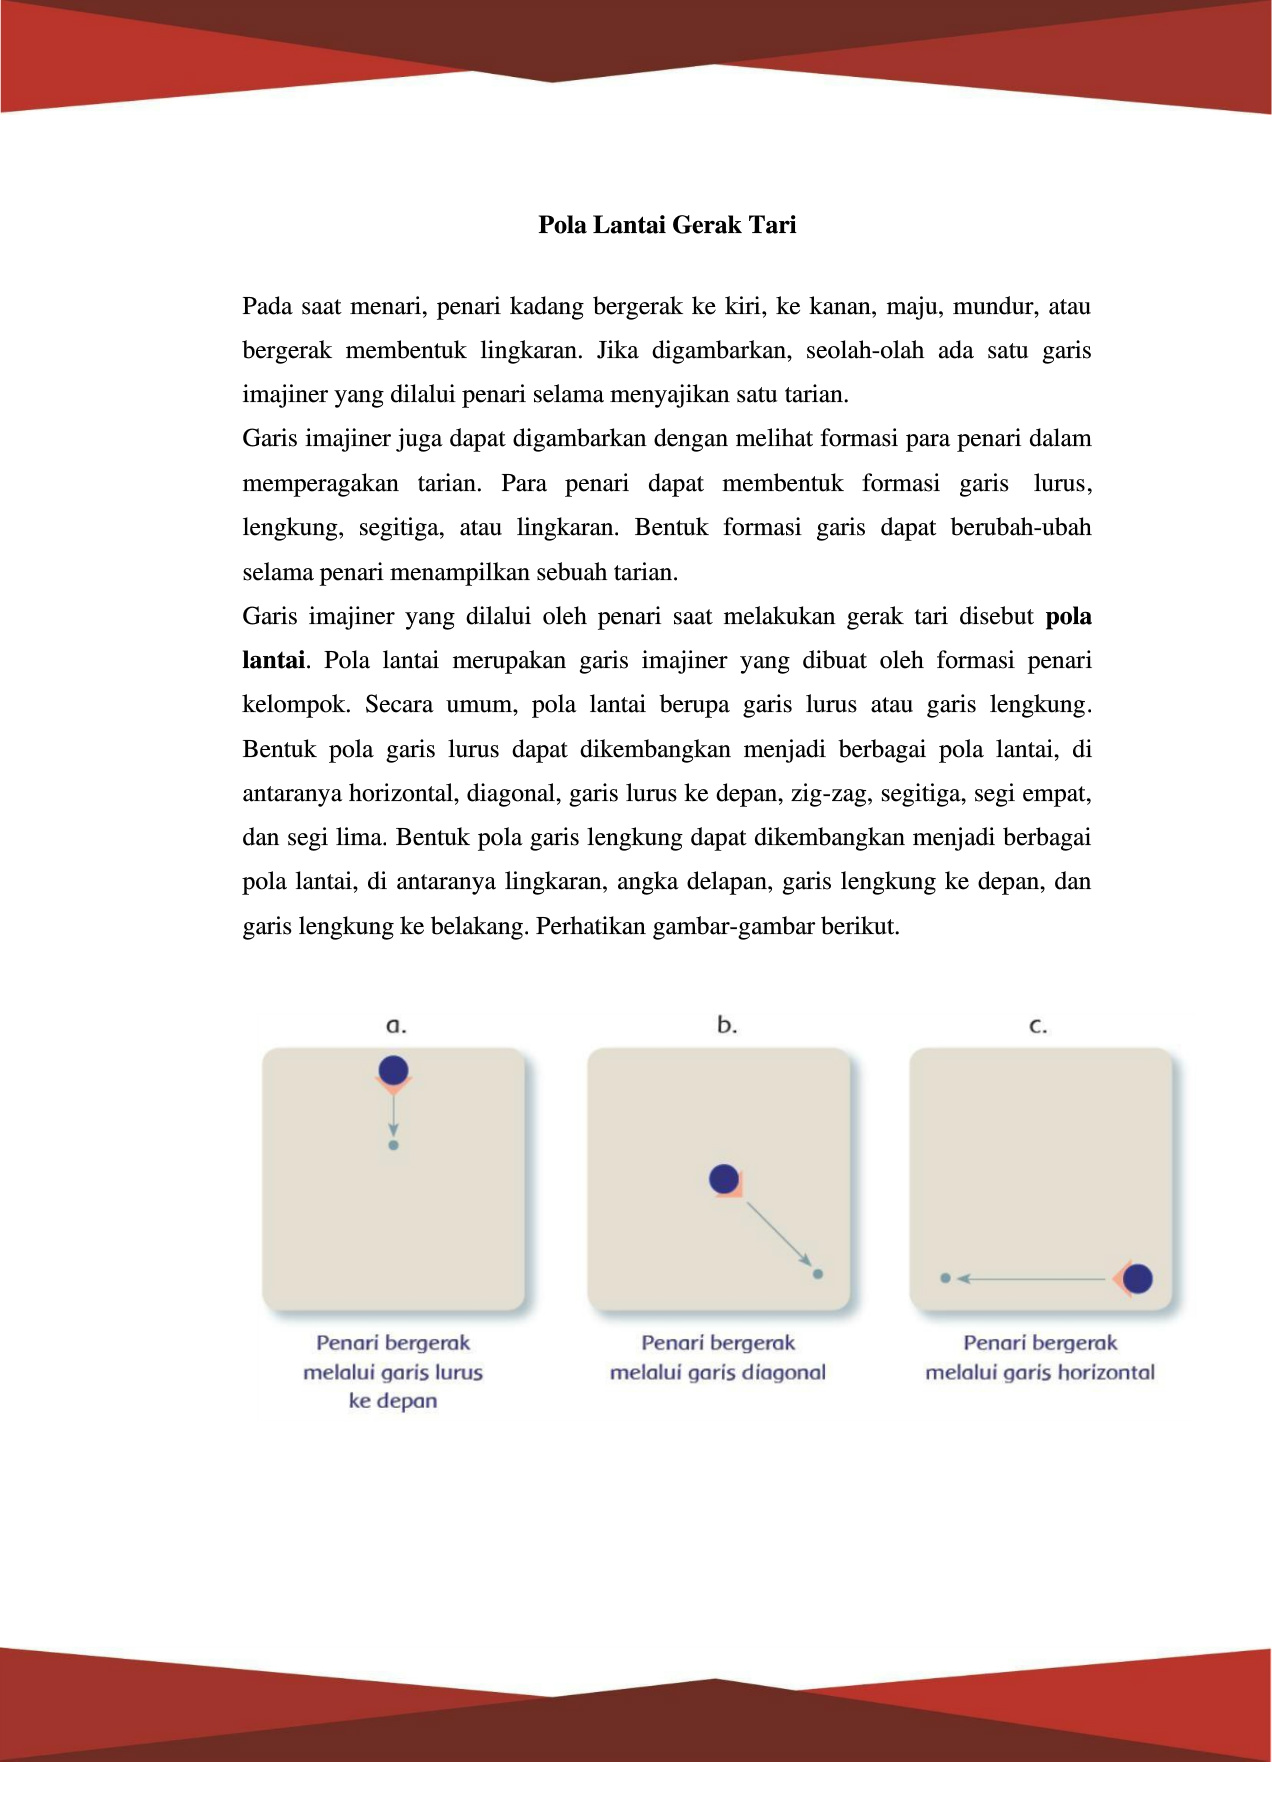 Pola Lantai Gerak Tari
Pada saat menari, penari kadang bergerak ke kiri, ke kanan, maju, mundur, atau
bergerak membentuk lingkaran. Jika digambarkan, seolah-olah ada satu garis
imajiner yang dilalui penari selama menyajikan satu tarian.
Garis imajiner juga dapat digambarkan dengan melihat formasi para penari dalam
memperagakan tarian. Para penari dapat membentuk formasi garis lurus,
lengkung, segitiga, atau lingkaran. Bentuk formasi garis dapat berubah-ubah
selama penari menampilkan sebuah tarian.
Garis imajiner yang dilalui oleh penari saat melakukan gerak tari disebut pola
lantai. Pola lantai merupakan garis imajiner yang dibuat oleh formasi penari
kelompok. Secara umum, pola lantai berupa garis lurus atau garis lengkung.
Bentuk pola garis lurus dapat dikembangkan menjadi berbagai pola lantai, di
antaranya horizontal, diagonal, garis lurus ke depan, zig-zag, segitiga, segi empat,
dan segi lima. Bentuk pola garis lengkung dapat dikembangkan menjadi berbagai
pola lantai, di antaranya lingkaran, angka delapan, garis lengkung ke depan, dan
garis lengkung ke belakang. Perhatikan gambar-gambar berikut.
a.
Penari bergerak
melalui garis lurus
ke depan
b.
Penari bergerak
melalui garis diagonal
c.
Penari bergerak
melalui garis horizontal